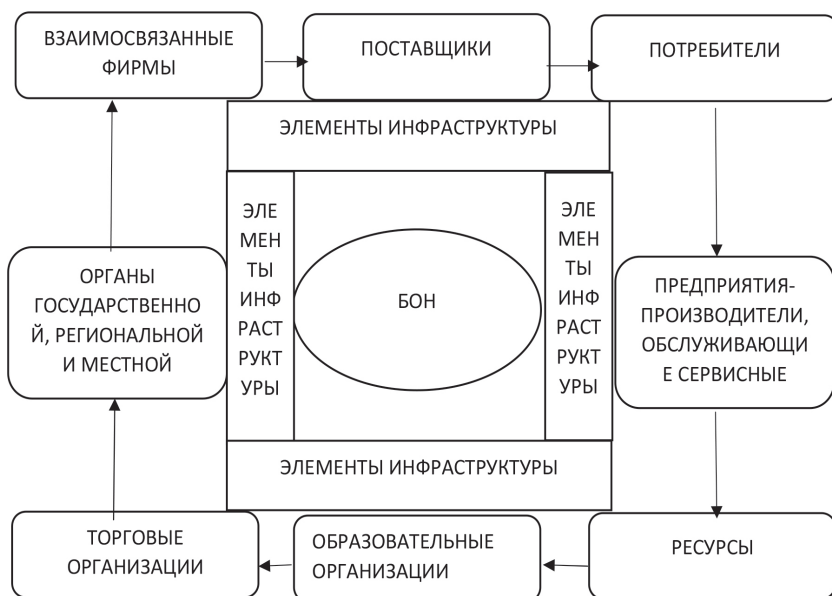 ВЗАИМОСВЯЗАННЫЕ
ФИРМЫ
ПОСТАВЩИКИ
ПОТРЕБИТЕЛИ
ЭЛЕМЕНТЫ ИНФРАСТРУКТУРЫ
ОРГАНЫ
ГОСУДАРСТВЕННО
Й, РЕГИОНАЛЬНОЙ
И МЕСТНОЙ
ЭЛЕ
МЕН
ТЫ
ИНФ
РАСТ
РУКТ
УРЫ
БОН
ЭЛЕ
МЕН
ТЫ
ИНФ
РАСТ
РУКТ
УРЫ
ПРЕДПРИЯТИЯ-
ПРОИЗВОДИТЕЛИ,
ОБСЛУЖИВАЮЩИ
Е СЕРВИСНЫЕ
ЭЛЕМЕНТЫ ИНФРАСТРУКТУРЫ
ТОРГОВЫЕ
ОРГАНИЗАЦИИ
ОБРАЗОВАТЕЛЬНЫЕ
ОРГАНИЗАЦИИ
РЕСУРСЫ